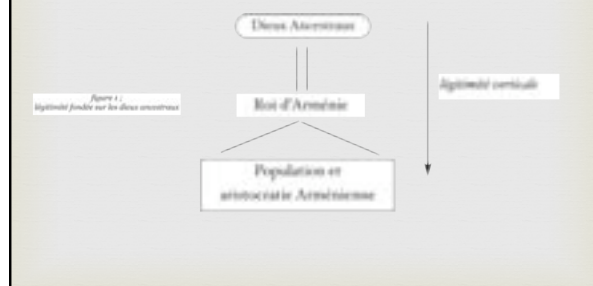 Dieux Ancestraux
légitimité verticale
figure 1 :
légitimité fondée sur les dieux ancestraux
Roi d'Arménie
Population et
aristocratie Arménienne